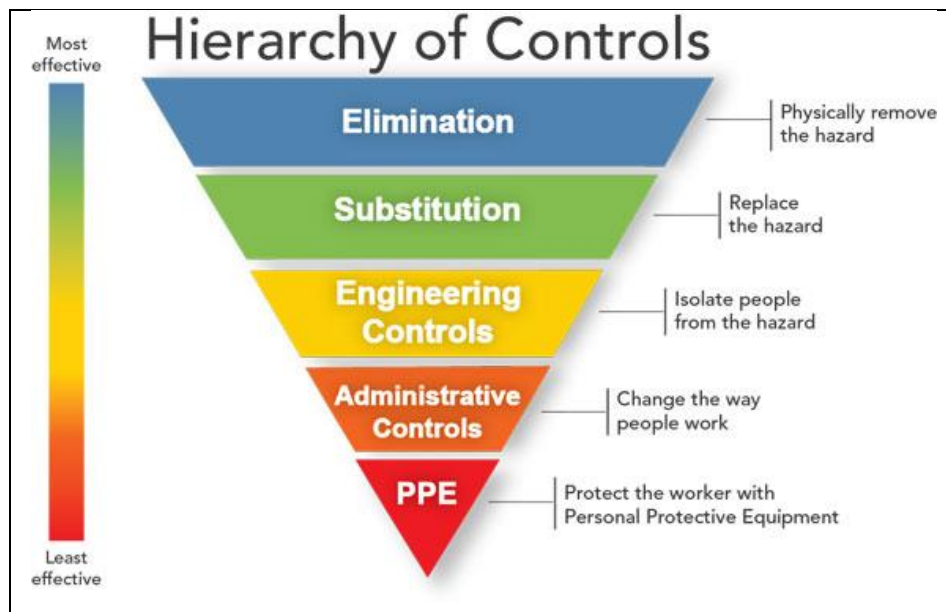 Hierarchy of Controls
Most
effective
Elimination
Physically remove
the hazard
Substitution
Replace
the hazard
Engineering
Controls
Isolate people
from the hazard
Administrative
Controls
Change the way
people work
PPE
Protect the worker with
Personal Protective Equipment
Least
effective